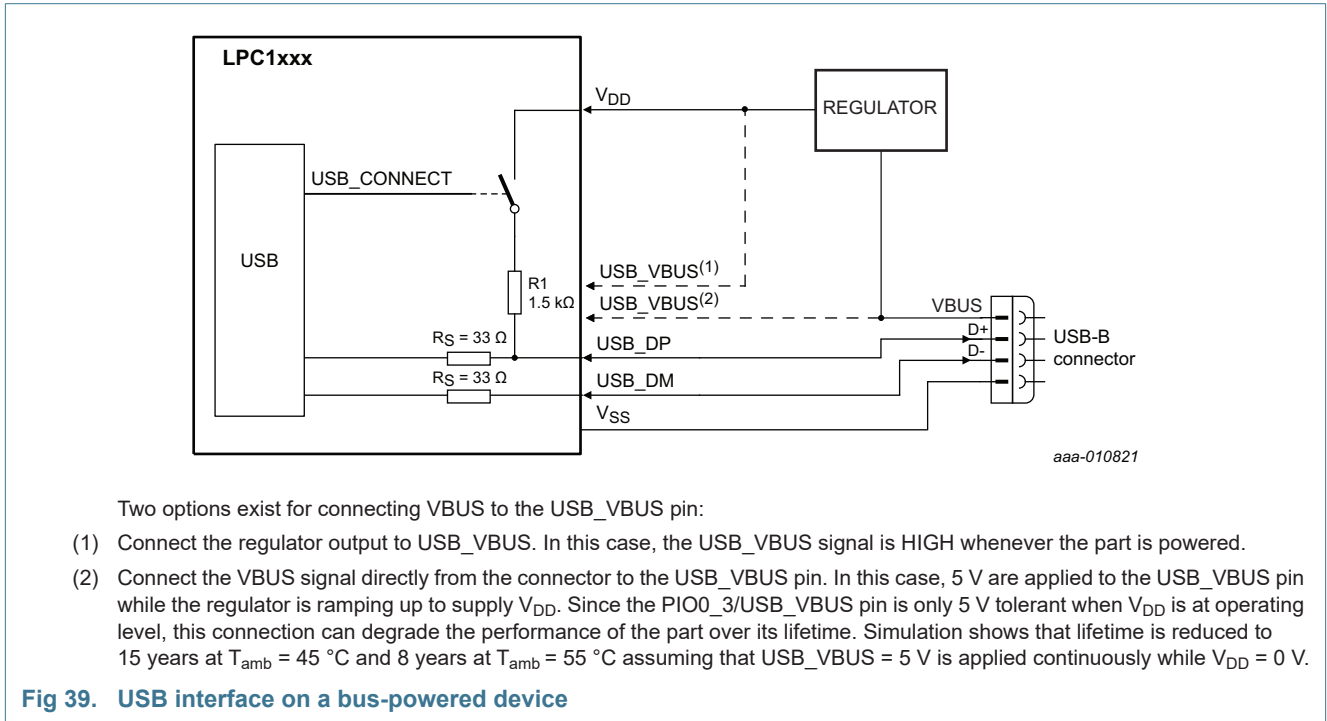 LPC1xxx
VDD
REGULATOR
USB_CONNECT
USB
R1
1.5 kΩ
USB_VBUS(1)
USB_VBUS(2)
VBUS
RS = 33 Ω
USB_DP
D+
USB-B
connector
D-
RS = 33 Ω
USB_DM
VSS
aaa-010821
Two options exist for connecting VBUS to the USB_VBUS pin:
(1) Connect the regulator output to USB_VBUS. In this case, the USB_VBUS signal is HIGH whenever the part is powered.
(2) Connect the VBUS signal directly from the connector to the USB_VBUS pin. In this case, 5 V are applied to the USB_VBUS pin
while the regulator is ramping up to supply VDD. Since the PIO0_3/USB_VBUS pin is only 5 V tolerant when VDD is at operating
level, this connection can degrade the performance of the part over its lifetime. Simulation shows that lifetime is reduced to
15 years at Tamb = 45 °C and 8 years at Tamb = 55 °C assuming that USB_VBUS = 5 V is applied continuously while VDD = 0 V.
Fig 39. USB interface on a bus-powered device